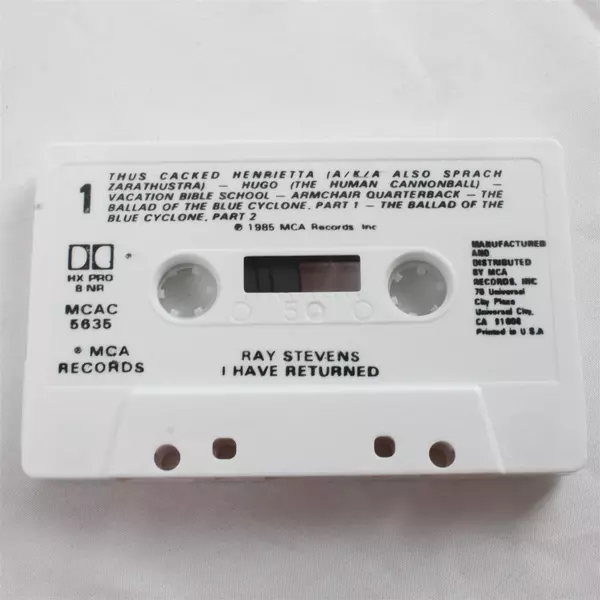 1
THUS CACKED HENRIETTA (A/K/A ALSO SPRACH
ZARATHUSTRA) — HUGO (THE HUMAN CANNONBALL) —
VACATION BIBLE SCHOOL — ARMCHAIR QUARTERBACK — THE
BALLAD OF THE BLUE CYCLONE, PART 1 — THE BALLAD OF THE
BLUE CYCLONE, PART 2
℗ 1985 MCA Records, Inc
HX PRO
B NR
MCAC
5635
® MCA
RECORDS
50
MANUFACTURED
AND
DISTRIBUTED
BY MCA
RECORDS, INC
70 Universal
City Plaza
Universal City,
CA 91608
Printed in U.S.A
RAY STEVENS
I HAVE RETURNED